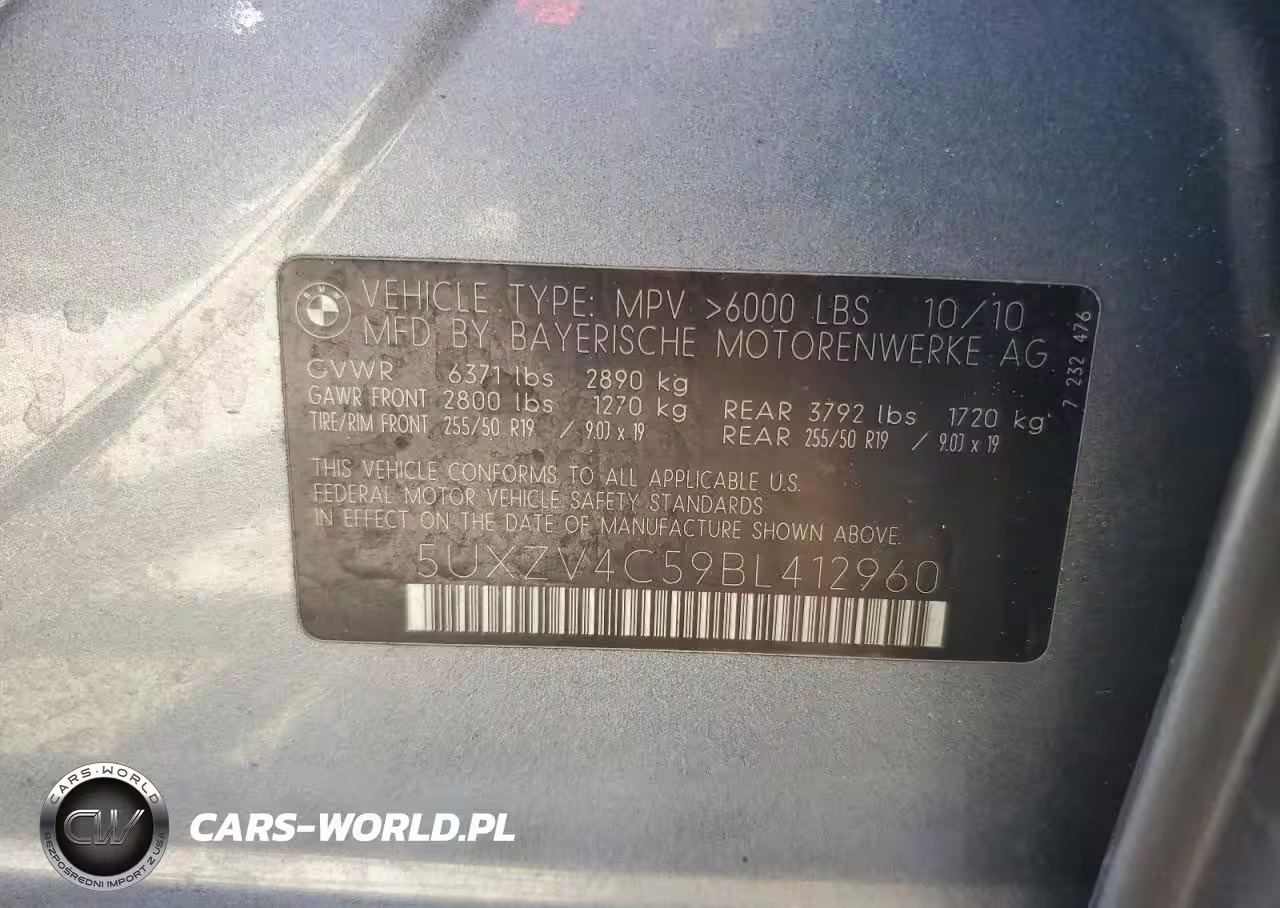 VEHICLE TYPE: MPV >6000 LBS 10/10
MFD BY BAYERISCHE MOTORENWERKE AG
GVWR 6371 lbs 2890 kg
GAWR FRONT 2800 lbs 1270 kg REAR 3792 lbs 1720 kg
TIRE/RIM FRONT 255/50 R19 / 9.0J x 19 REAR 255/50 R19 / 9.0J x 19
7 232 476
THIS VEHICLE CONFORMS TO ALL APPLICABLE U.S.
FEDERAL MOTOR VEHICLE SAFETY STANDARDS
IN EFFECT ON THE DATE OF MANUFACTURE SHOWN ABOVE.
5UXZV4C59BL412960
CARS-WORLD
CW
BEZPOŚREDNI IMPORT Z USA
CARS-WORLD.PL